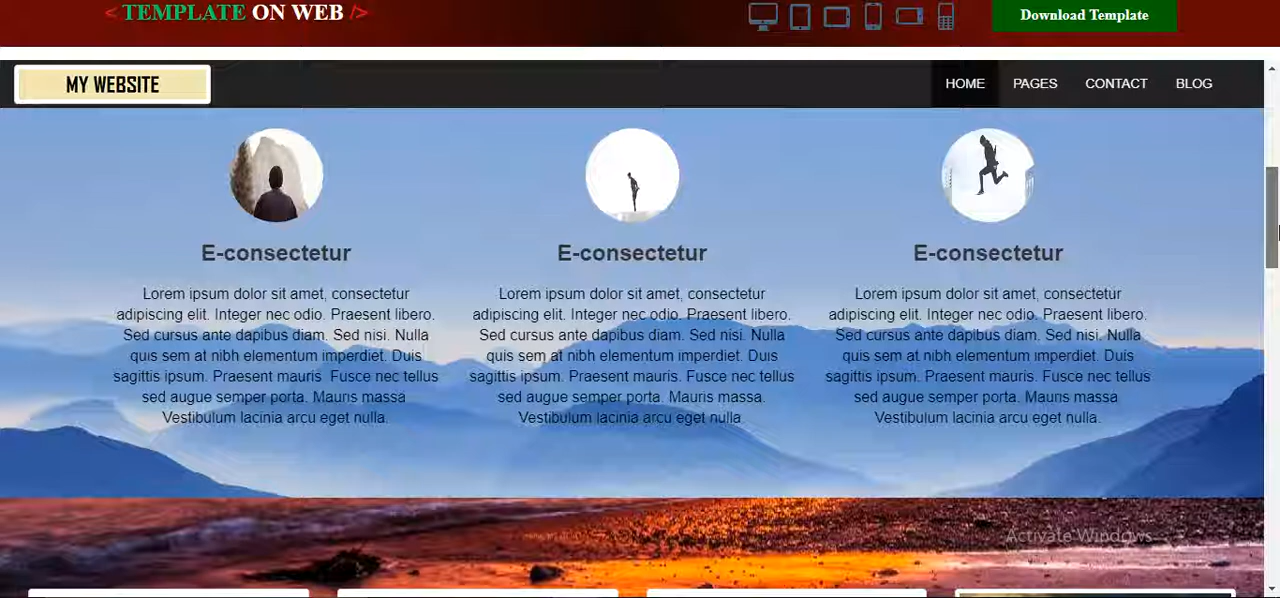 < TEMPLATE ON WEB />
Download Template
MY WEBSITE
HOME PAGES CONTACT BLOG
E-consectetur
Lorem ipsum dolor sit amet, consectetur
adipiscing elit. Integer nec odio. Praesent libero.
Sed cursus ante dapibus diam. Sed nisi. Nulla
quis sem at nibh elementum imperdiet. Duis
sagittis ipsum. Praesent mauris. Fusce nec tellus
sed augue semper porta. Mauris massa.
Vestibulum lacinia arcu eget nulla.
E-consectetur
Lorem ipsum dolor sit amet, consectetur
adipiscing elit. Integer nec odio. Praesent libero.
Sed cursus ante dapibus diam. Sed nisi. Nulla
quis sem at nibh elementum imperdiet. Duis
sagittis ipsum. Praesent mauris. Fusce nec tellus
sed augue semper porta. Mauris massa.
Vestibulum lacinia arcu eget nulla.
E-consectetur
Lorem ipsum dolor sit amet, consectetur
adipiscing elit. Integer nec odio. Praesent libero.
Sed cursus ante dapibus diam. Sed nisi. Nulla
quis sem at nibh elementum imperdiet. Duis
sagittis ipsum. Praesent mauris. Fusce nec tellus
sed augue semper porta. Mauris massa.
Vestibulum lacinia arcu eget nulla.
Activate Windows